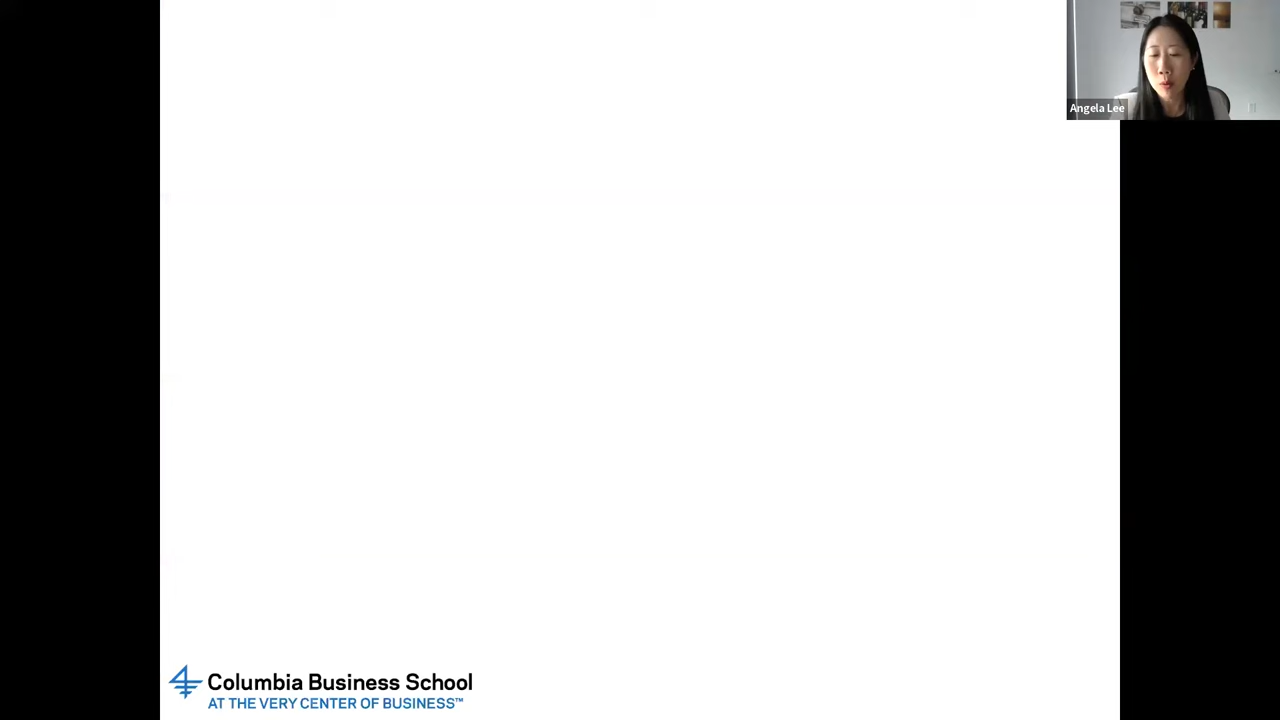 Angela Lee
Columbia Business School
AT THE VERY CENTER OF BUSINESS™